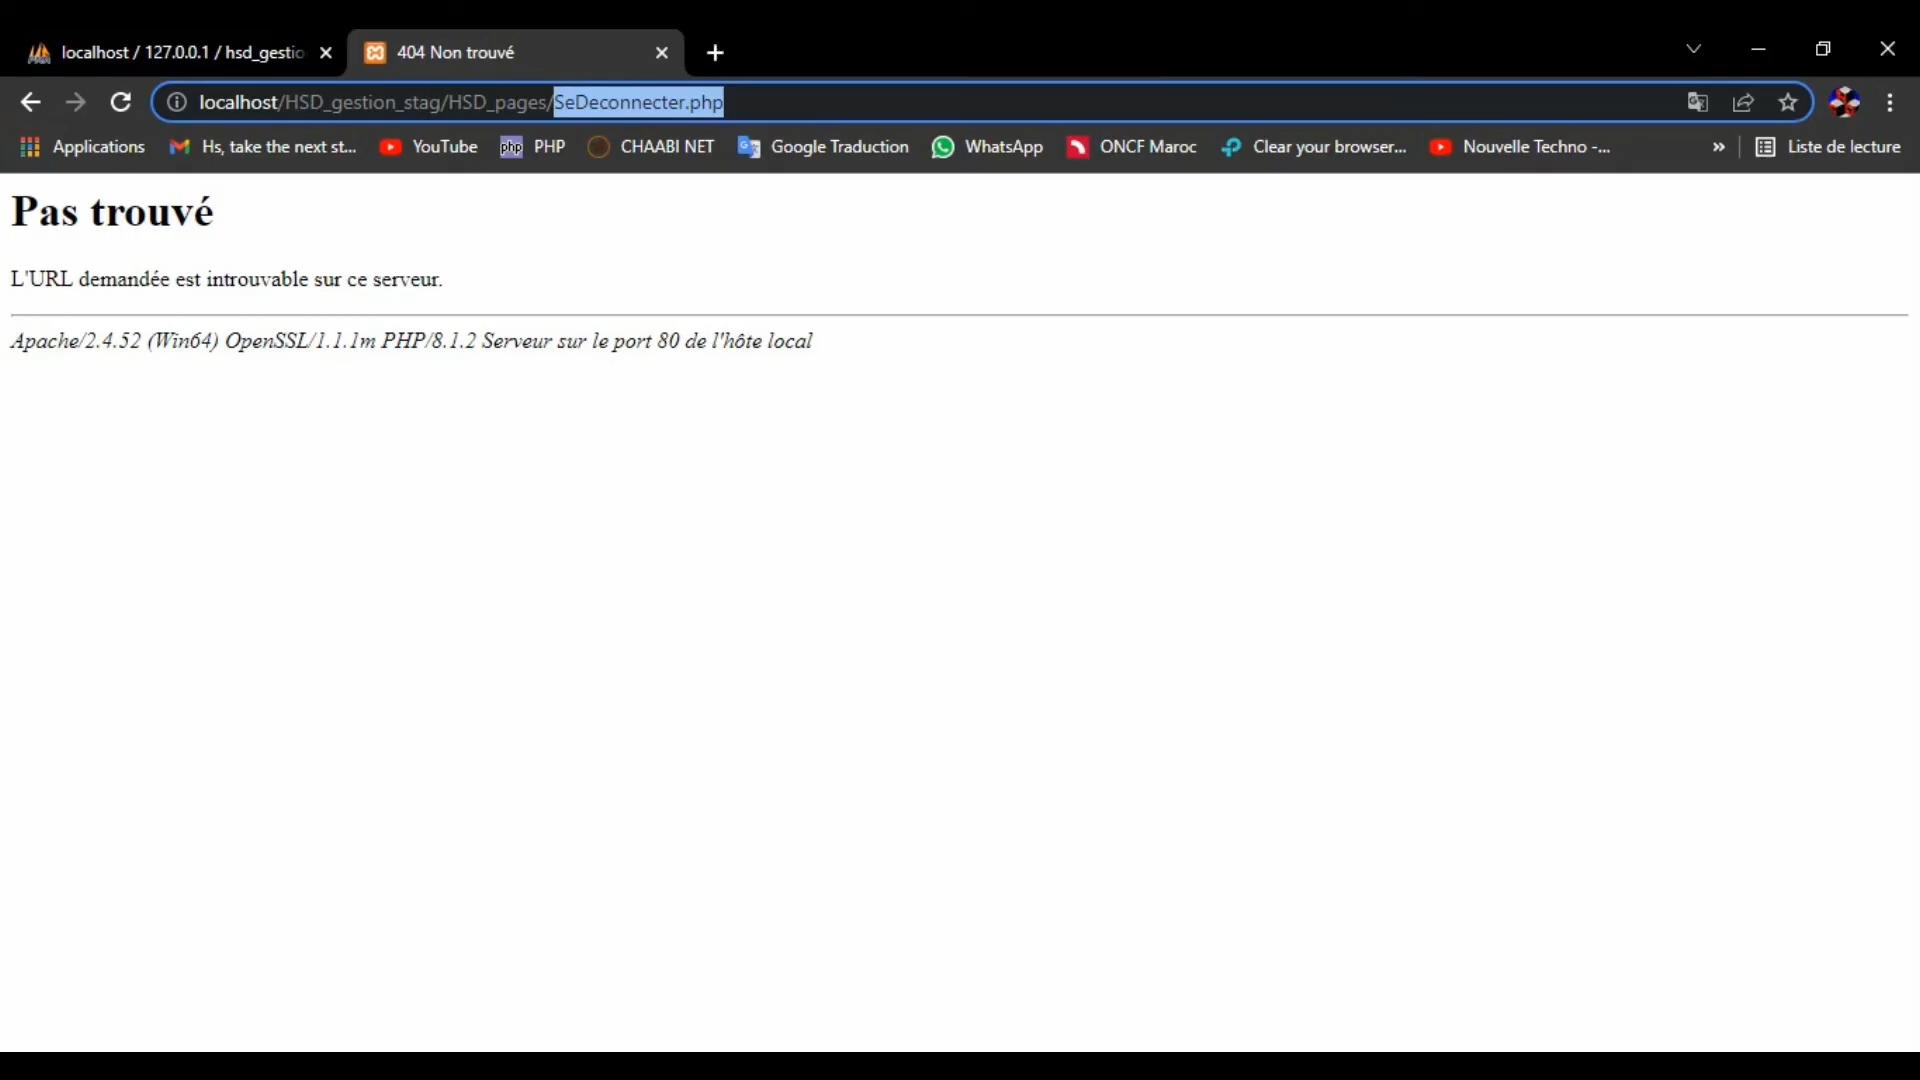 localhost / 127.0.0.1 / hsd_gestio
404 Non trouvé
localhost/HSD_gestion_stag/HSD_pages/SeDeconnecter.php
Applications
Hs, take the next st...
YouTube
php PHP
CHAABI NET
Google Traduction
WhatsApp
ONCF Maroc
Clear your browser...
Nouvelle Techno -...
»
Liste de lecture
Pas trouvé
L'URL demandée est introuvable sur ce serveur.
Apache/2.4.52 (Win64) OpenSSL/1.1.1m PHP/8.1.2 Serveur sur le port 80 de l'hôte local